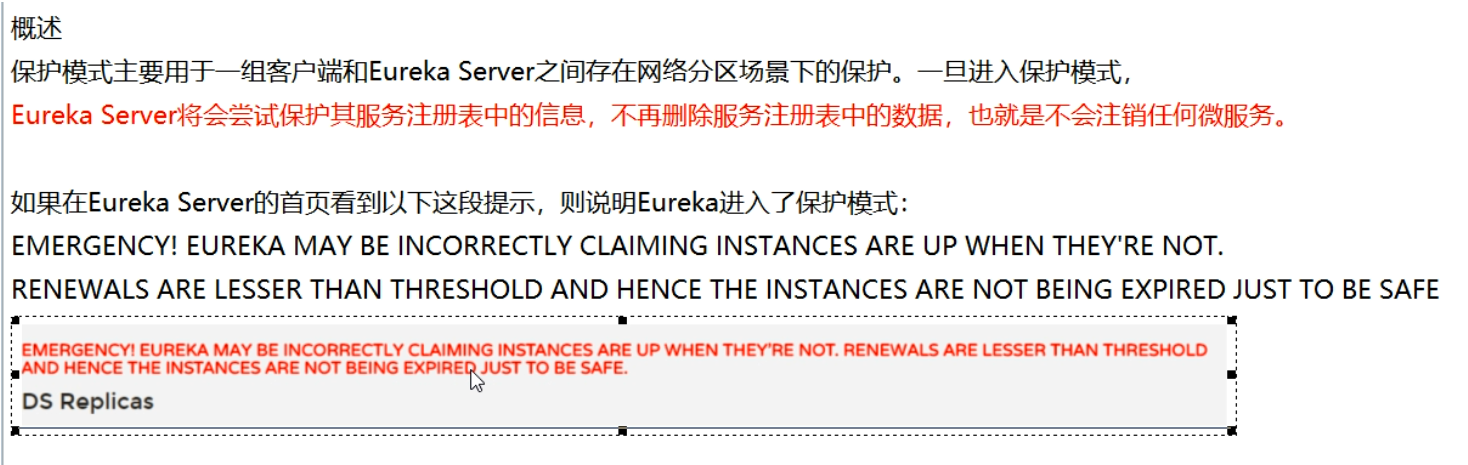 概述
保护模式主要用于一组客户端和Eureka Server之间存在网络分区场景下的保护。一旦进入保护模式，
Eureka Server将会尝试保护其服务注册表中的信息，不再删除服务注册表中的数据，也就是不会注销任何微服务。
如果在Eureka Server的首页看到以下这段提示，则说明Eureka进入了保护模式：
EMERGENCY! EUREKA MAY BE INCORRECTLY CLAIMING INSTANCES ARE UP WHEN THEY'RE NOT.
RENEWALS ARE LESSER THAN THRESHOLD AND HENCE THE INSTANCES ARE NOT BEING EXPIRED JUST TO BE SAFE
EMERGENCY! EUREKA MAY BE INCORRECTLY CLAIMING INSTANCES ARE UP WHEN THEY'RE NOT. RENEWALS ARE LESSER THAN THRESHOLD
AND HENCE THE INSTANCES ARE NOT BEING EXPIRED JUST TO BE SAFE.
DS Replicas